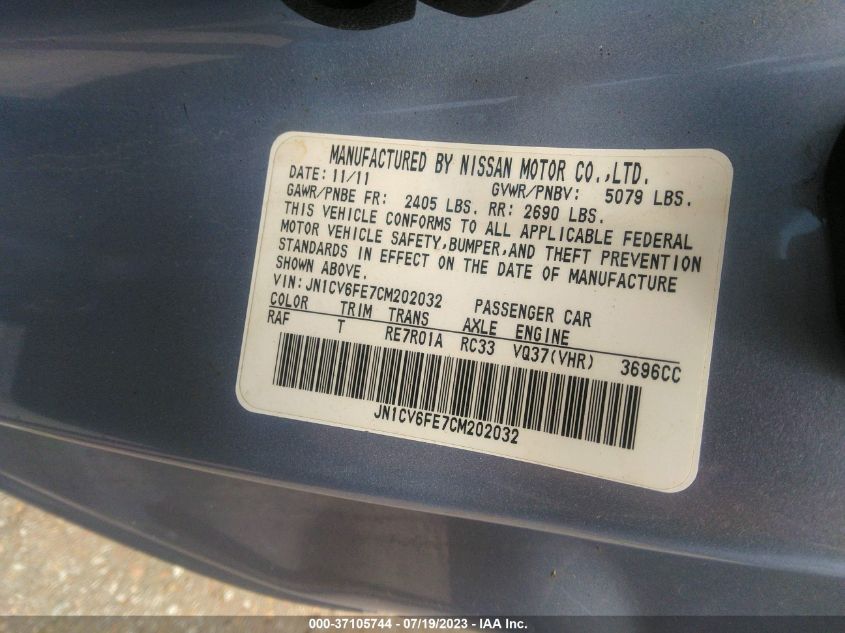 MANUFACTURED BY NISSAN MOTOR CO.,LTD.
DATE: 11/11 GVWR/PNBV: 5079 LBS.
GAWR/PNBE FR: 2405 LBS. RR: 2690 LBS.
THIS VEHICLE CONFORMS TO ALL APPLICABLE FEDERAL
MOTOR VEHICLE SAFETY,BUMPER,AND THEFT PREVENTION
STANDARDS IN EFFECT ON THE DATE OF MANUFACTURE
SHOWN ABOVE.
VIN:JN1CV6FE7CM202032 PASSENGER CAR
COLOR TRIM TRANS AXLE ENGINE
RAF T RE7R01A RC33 VQ37(VHR) 3696CC
JN1CV6FE7CM202032
000-37105744 / 07/19/2023 - IAA Inc.